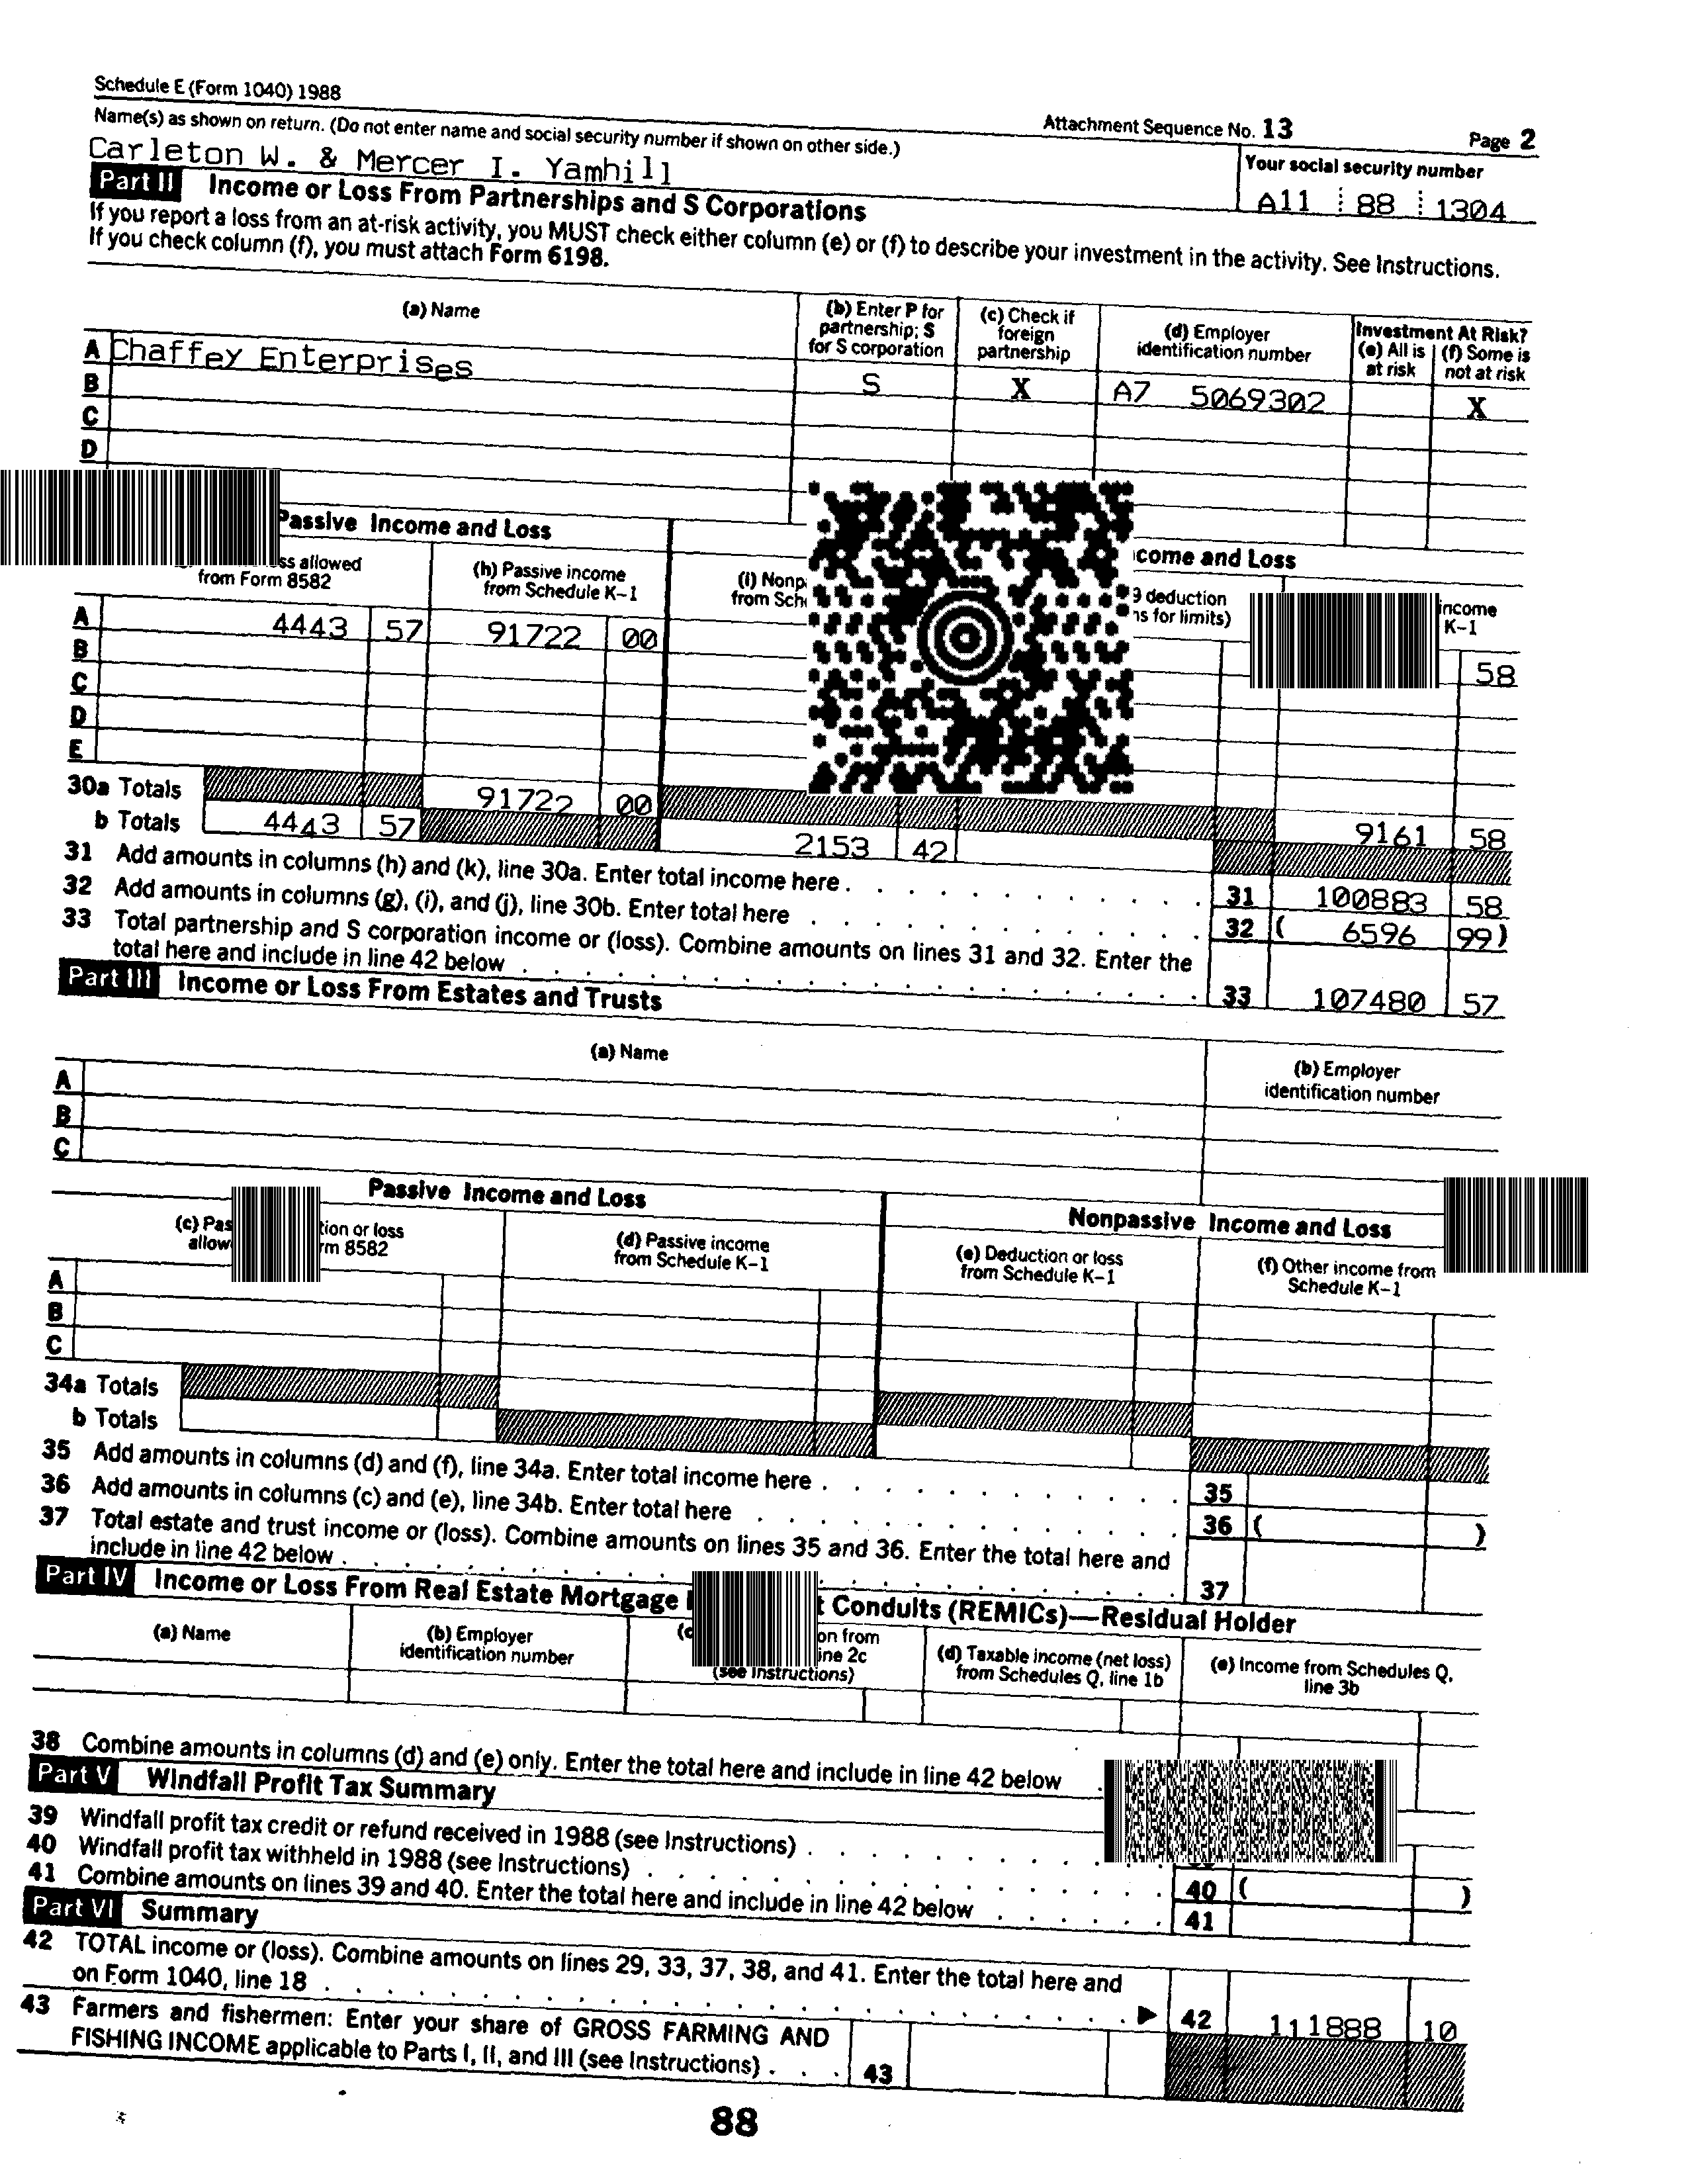 Schedule E (Form 1040) 1988
Attachment Sequence No. 13 Page 2
Name(s) as shown on return. (Do not enter name and social security number if shown on other side.)
Your social security number
Carleton W. & Mercer I. Yamhill
A11 88 1304
Part II Income or Loss From Partnerships and S Corporations
If you report a loss from an at-risk activity, you MUST check either column (e) or (f) to describe your investment in the activity. See Instructions.
If you check column (f), you must attach Form 6198.
(a) Name
(b) Enter P for partnership; S for S corporation
(c) Check if foreign partnership
(d) Employer identification number
Investment At Risk?
(e) All is at risk
(f) Some is not at risk
A Chaffey Enterprises S X A7 5069302 X
B
C
D
Passive Income and Loss
come and Loss
ss allowed from Form 8582
(h) Passive income from Schedule K-1
(i) Nonp
from Sch
9 deduction
ns for limits)
income
K-1
A 4443 57 91722 00 58
B
C
D
E
30a Totals 91722 00 9161 58
b Totals 4443 57 2153 42
31 Add amounts in columns (h) and (k), line 30a. Enter total income here . 31 100883 58
32 Add amounts in columns (g), (i), and (j), line 30b. Enter total here 32 ( 6596 99 )
33 Total partnership and S corporation income or (loss). Combine amounts on lines 31 and 32. Enter the
total here and include in line 42 below 33 107480 57
Part III Income or Loss From Estates and Trusts
(a) Name
(b) Employer identification number
A
B
C
Passive Income and Loss
Nonpassive Income and Loss
(c) Pas tion or loss
allow rm 8582
(d) Passive income from Schedule K-1
(e) Deduction or loss from Schedule K-1
(f) Other income from Schedule K-1
A
B
C
34a Totals
b Totals
35 Add amounts in columns (d) and (f), line 34a. Enter total income here . 35
36 Add amounts in columns (c) and (e), line 34b. Enter total here 36 ( )
37 Total estate and trust income or (loss). Combine amounts on lines 35 and 36. Enter the total here and
include in line 42 below . 37
Part IV Income or Loss From Real Estate Mortgage t Conduits (REMICs)—Residual Holder
(a) Name
(b) Employer identification number
(c on from
ine 2c
(see Instructions)
(d) Taxable income (net loss) from Schedules Q, line 1b
(e) Income from Schedules Q, line 3b
38 Combine amounts in columns (d) and (e) only. Enter the total here and include in line 42 below
Part V Windfall Profit Tax Summary
39 Windfall profit tax credit or refund received in 1988 (see Instructions)
40 Windfall profit tax withheld in 1988 (see Instructions) 40 ( )
41 Combine amounts on lines 39 and 40. Enter the total here and include in line 42 below 41
Part VI Summary
42 TOTAL income or (loss). Combine amounts on lines 29, 33, 37, 38, and 41. Enter the total here and
on Form 1040, line 18 ▶ 42 111888 10
43 Farmers and fishermen: Enter your share of GROSS FARMING AND
FISHING INCOME applicable to Parts I, II, and III (see Instructions) . 43
88